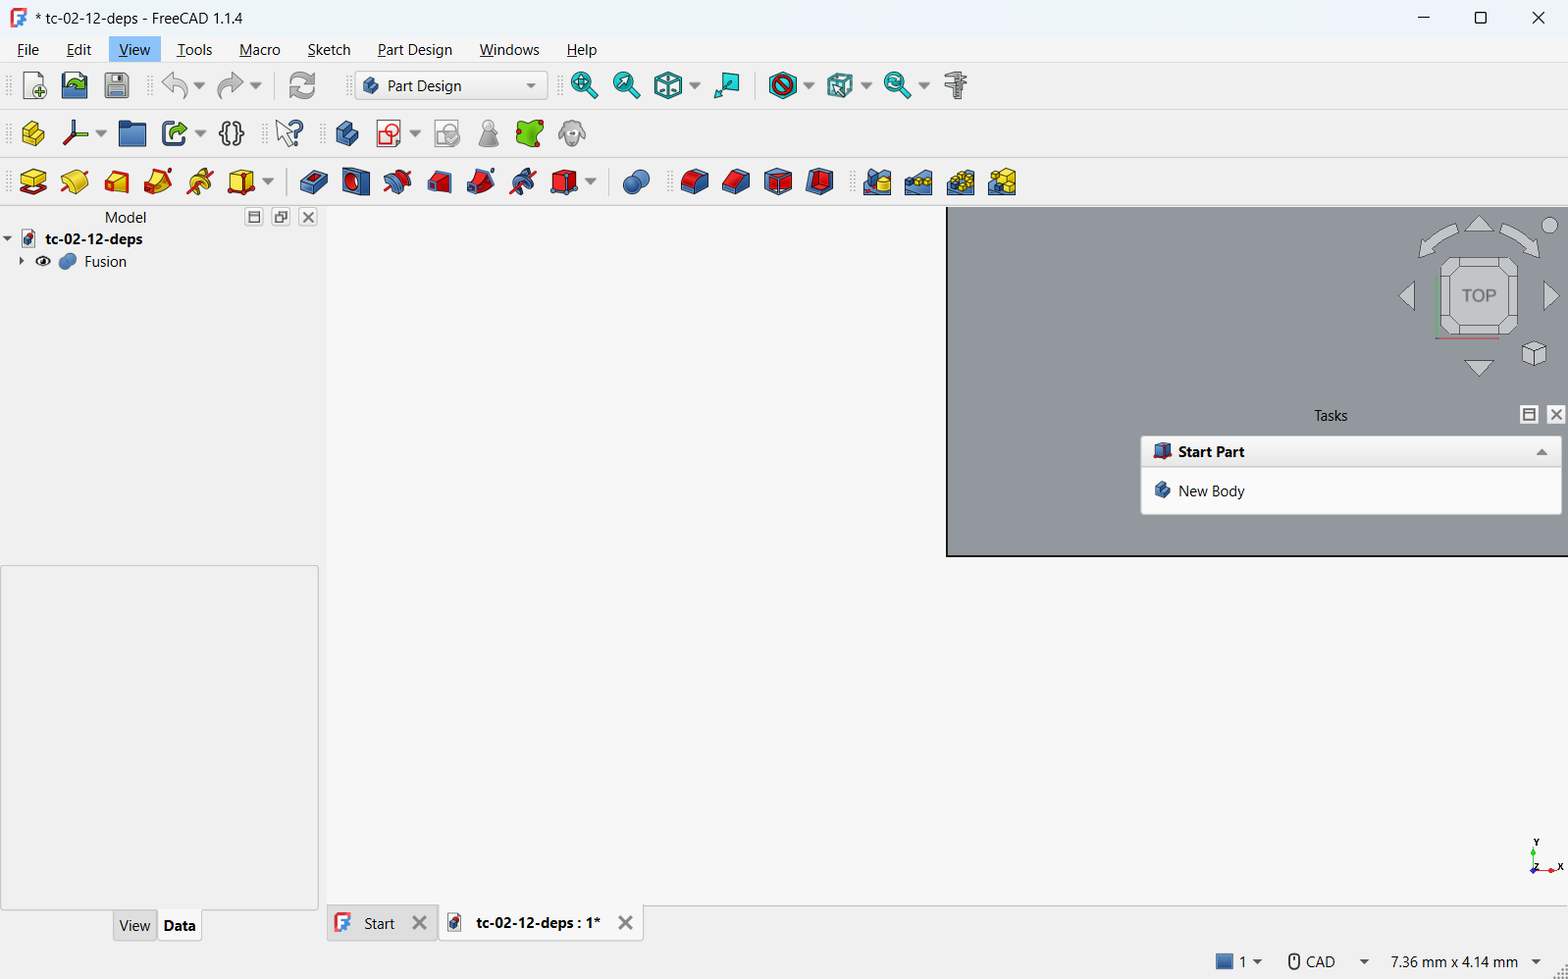 * tc-02-12-deps - FreeCAD 1.1.4
File Edit View Tools Macro Sketch Part Design Windows Help
Part Design
Model
tc-02-12-deps
Fusion
TOP
Tasks
Start Part
New Body
Y
Z X
View Data
Start tc-02-12-deps : 1*
1 CAD 7.36 mm x 4.14 mm